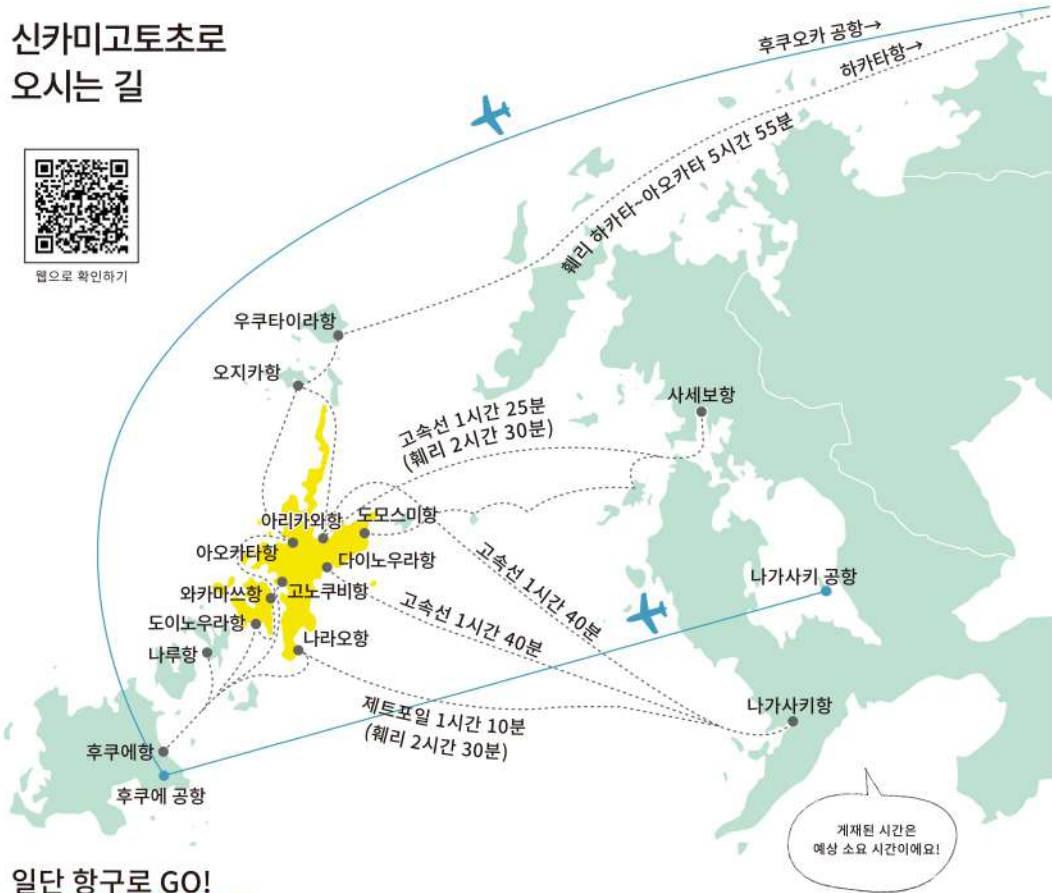 신카미고토초로
오시는 길
웹으로 확인하기
후쿠오카 공항→
하카타항→
훼리 하카타~아오카타 5시간 55분
우쿠타이라항
오지카항
사세보항
고속선 1시간 25분
(훼리 2시간 30분)
아리카와항
도모스미항
아오카타항
다이노우라항
와카마쓰항
고노쿠비항
도이노우라항
나라오항
나루항
고속선 1시간 40분
고속선 1시간 40분
나가사키 공항
제트포일 1시간 10분
(훼리 2시간 30분)
나가사키항
후쿠에항
후쿠에 공항
게재된 시간은
예상 소요 시간이에요!
일단 항구로 GO!